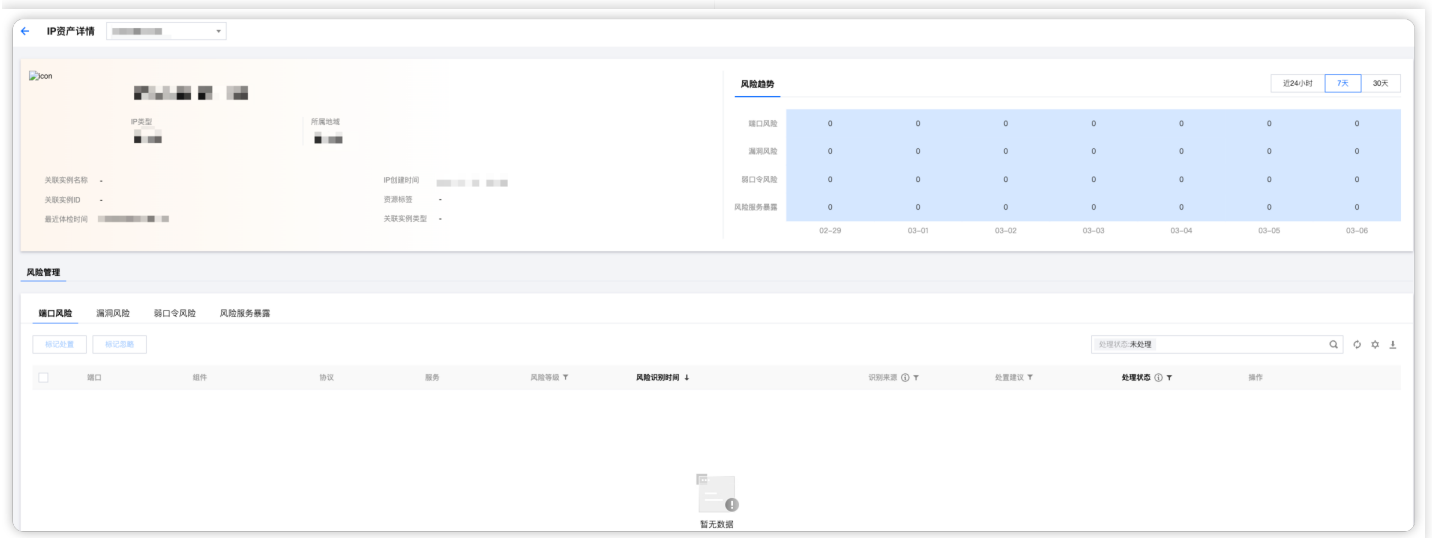 IP资产详情
icon
IP类型
所属地域
关联实例名称 -
IP创建时间
关联实例ID -
资源标签 -
最近体检时间
关联实例类型 -
风险趋势
近24小时 7天 30天
端口风险 0 0 0 0 0 0 0
漏洞风险 0 0 0 0 0 0 0
弱口令风险 0 0 0 0 0 0 0
风险服务暴露 0 0 0 0 0 0 0
02-29 03-01 03-02 03-03 03-04 03-05 03-06
风险管理
端口风险 漏洞风险 弱口令风险 风险服务暴露
标记处置 标记忽略
处理状态:未处理
端口 组件 协议 服务 风险等级 风险识别时间 ↓ 识别来源 处置建议 处理状态 操作
暂无数据